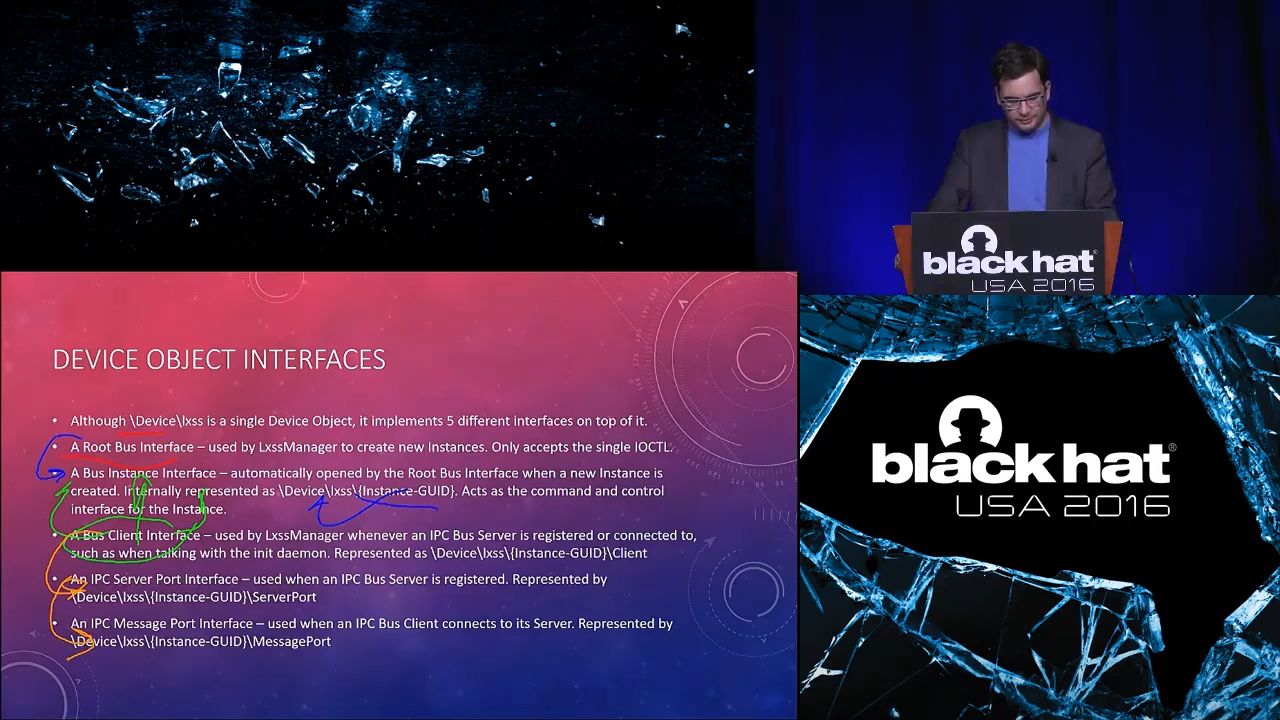 black hat®
USA 2016
DEVICE OBJECT INTERFACES
• Although \Device\lxss is a single Device Object, it implements 5 different interfaces on top of it.
• A Root Bus Interface – used by LxssManager to create new Instances. Only accepts the single IOCTL.
A Bus Instance Interface – automatically opened by the Root Bus Interface when a new Instance is
created. Internally represented as \Device\lxss\{Instance-GUID}. Acts as the command and control
interface for the Instance.
• A Bus Client Interface – used by LxssManager whenever an IPC Bus Server is registered or connected to,
such as when talking with the init daemon. Represented as \Device\lxss\{Instance-GUID}\Client
• An IPC Server Port Interface – used when an IPC Bus Server is registered. Represented by
\Device\lxss\{Instance-GUID}\ServerPort
• An IPC Message Port Interface – used when an IPC Bus Client connects to its Server. Represented by
\Device\lxss\{Instance-GUID}\MessagePort
black hat®
USA 2016